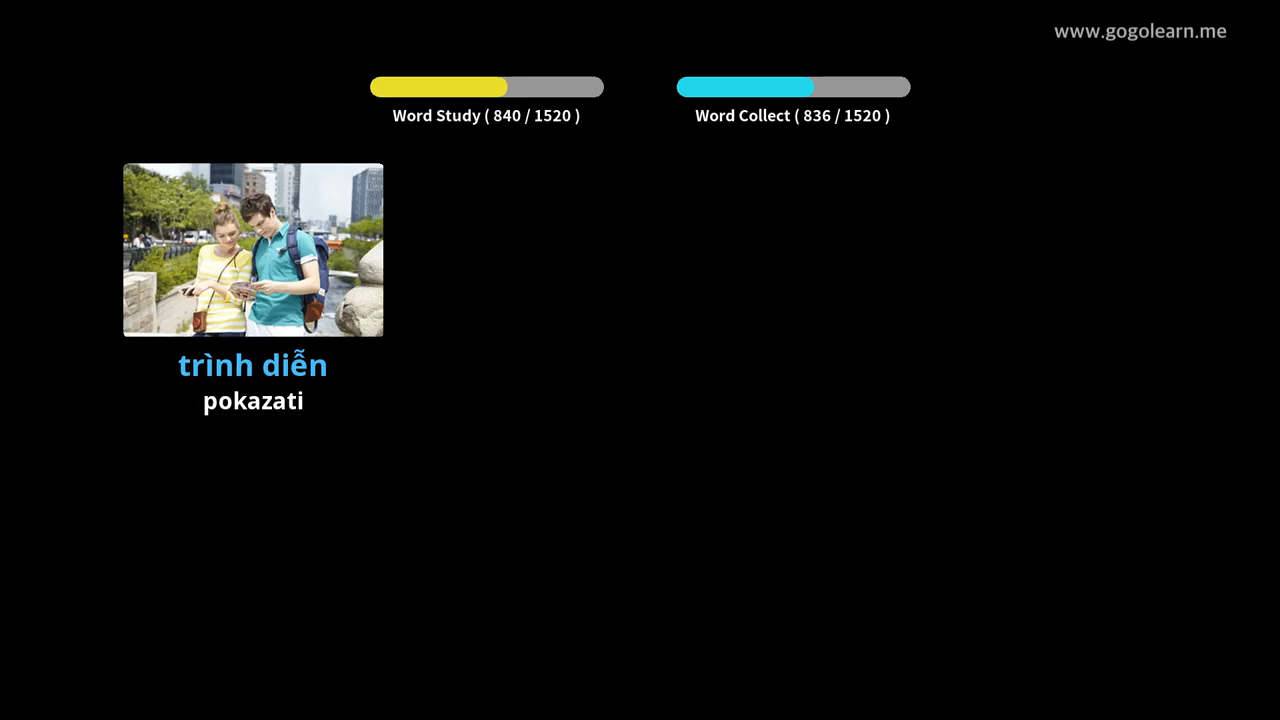 www.gogolearn.me
Word Study ( 840 / 1520 )
Word Collect ( 836 / 1520 )
trình diễn
pokazati